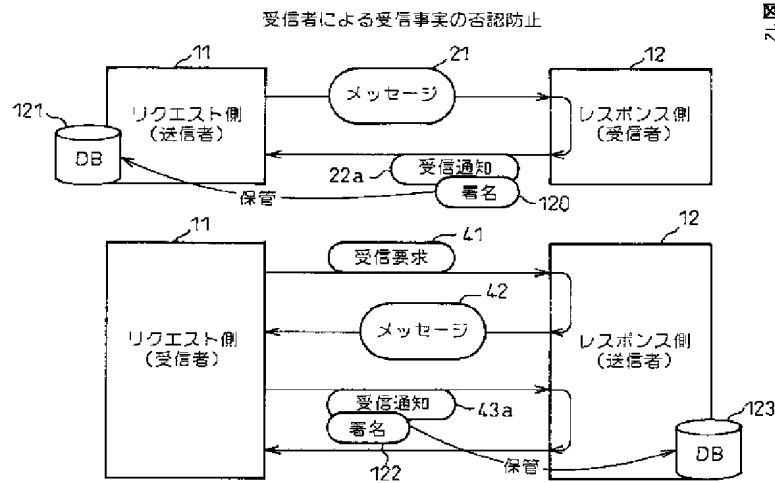 受信者による受信事実の否認防止
図
11
21
12
121
リクエスト側
(送信者)
メッセージ
レスポンス側
(受信者)
DB
22a
受信通知
保管
署名
120
11
41
12
受信要求
42
リクエスト側
(受信者)
メッセージ
レスポンス側
(送信者)
受信通知
43a
123
署名
122
保管
DB